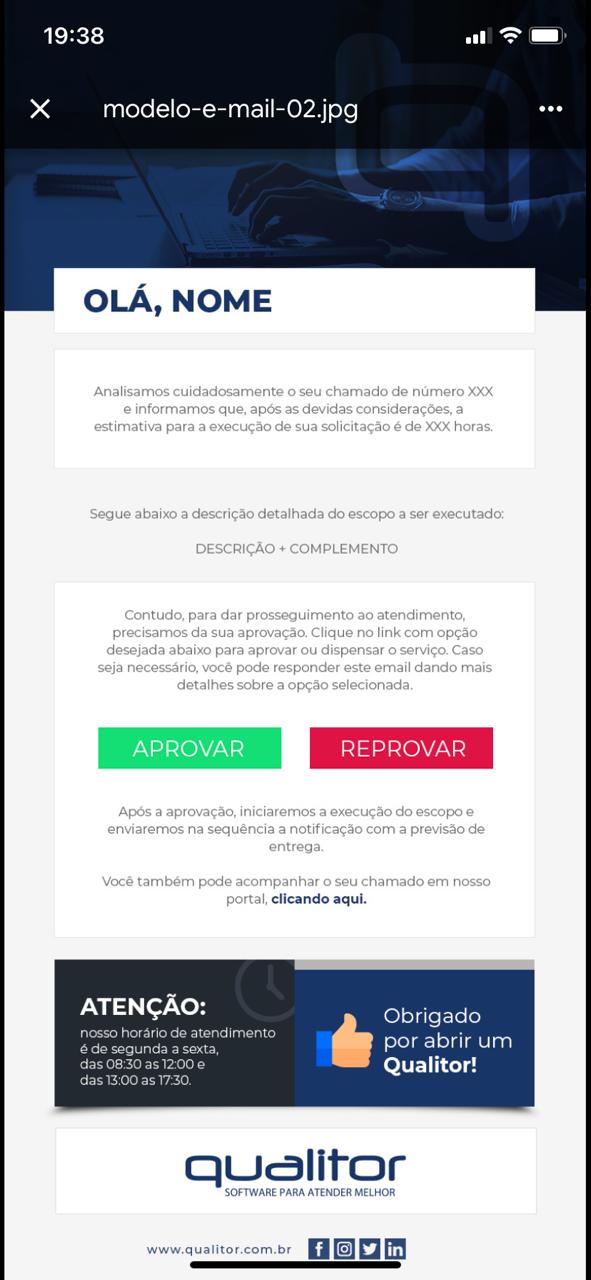 19:38
modelo-e-mail-02.jpg
OLÁ, NOME
Analisamos cuidadosamente o seu chamado de número XXX
e informamos que, após as devidas considerações, a
estimativa para a execução de sua solicitação é de XXX horas.
Segue abaixo a descrição detalhada do escopo a ser executado:
DESCRIÇÃO + COMPLEMENTO
Contudo, para dar prosseguimento ao atendimento,
precisamos da sua aprovação. Clique no link com opção
desejada abaixo para aprovar ou dispensar o serviço. Caso
seja necessário, você pode responder este email dando mais
detalhes sobre a opção selecionada.
APROVAR
REPROVAR
Após a aprovação, iniciaremos a execução do escopo e
enviaremos na sequência a notificação com a previsão de
entrega.
Você também pode acompanhar o seu chamado em nosso
portal, clicando aqui.
ATENÇÃO:
nosso horário de atendimento
é de segunda a sexta,
das 08:30 as 12:00 e
das 13:00 as 17:30.
Obrigado
por abrir um
Qualitor!
qualitor
SOFTWARE PARA ATENDER MELHOR
www.qualitor.com.br